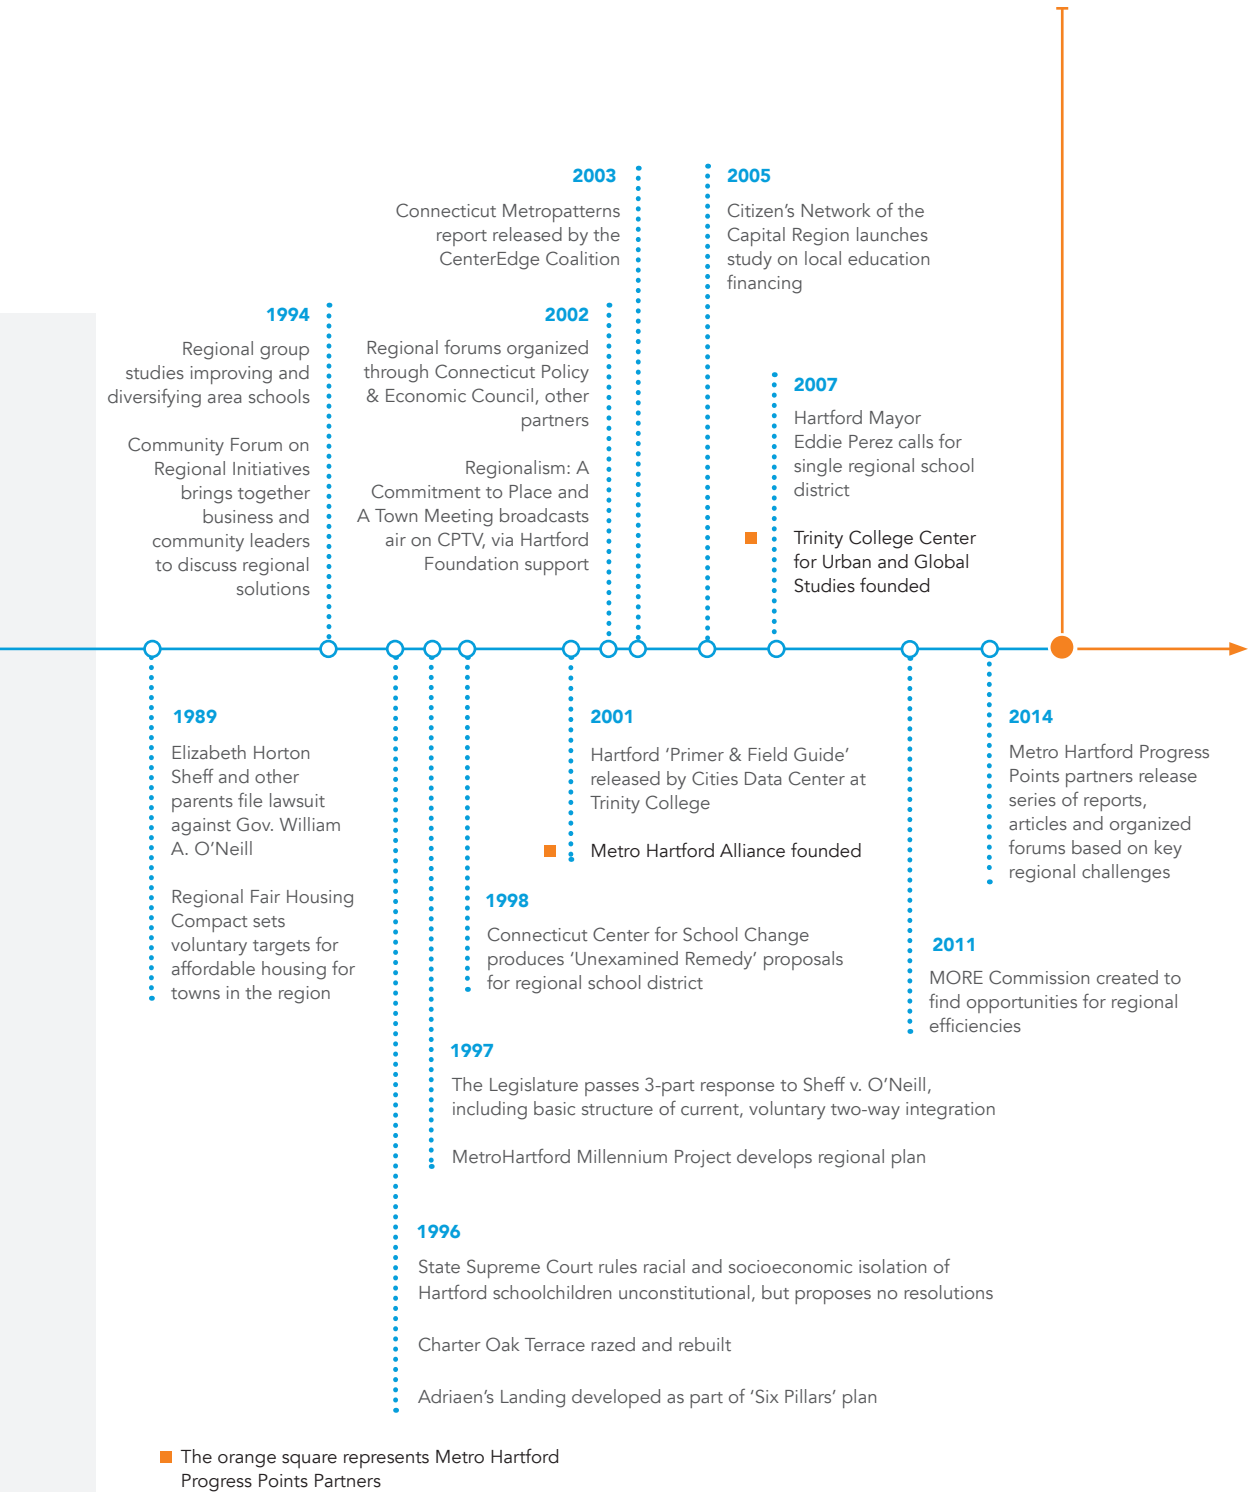 2003
Connecticut Metropatterns
report released by the
CenterEdge Coalition
2005
Citizen’s Network of the
Capital Region launches
study on local education
financing
1994
Regional group
studies improving and
diversifying area schools
Community Forum on
Regional Initiatives
brings together
business and
community leaders
to discuss regional
solutions
2002
Regional forums organized
through Connecticut Policy
& Economic Council, other
partners
Regionalism: A
Commitment to Place and
A Town Meeting broadcasts
air on CPTV, via Hartford
Foundation support
2007
Hartford Mayor
Eddie Perez calls for
single regional school
district
Trinity College Center
for Urban and Global
Studies founded
1989
Elizabeth Horton
Sheff and other
parents file lawsuit
against Gov. William
A. O’Neill
Regional Fair Housing
Compact sets
voluntary targets for
affordable housing for
towns in the region
2001
Hartford ‘Primer & Field Guide’
released by Cities Data Center at
Trinity College
Metro Hartford Alliance founded
2014
Metro Hartford Progress
Points partners release
series of reports,
articles and organized
forums based on key
regional challenges
1998
Connecticut Center for School Change
produces ‘Unexamined Remedy’ proposals
for regional school district
2011
MORE Commission created to
find opportunities for regional
efficiencies
1997
The Legislature passes 3-part response to Sheff v. O’Neill,
including basic structure of current, voluntary two-way integration
MetroHartford Millennium Project develops regional plan
1996
State Supreme Court rules racial and socioeconomic isolation of
Hartford schoolchildren unconstitutional, but proposes no resolutions
Charter Oak Terrace razed and rebuilt
Adriaen’s Landing developed as part of ‘Six Pillars’ plan
The orange square represents Metro Hartford
Progress Points Partners